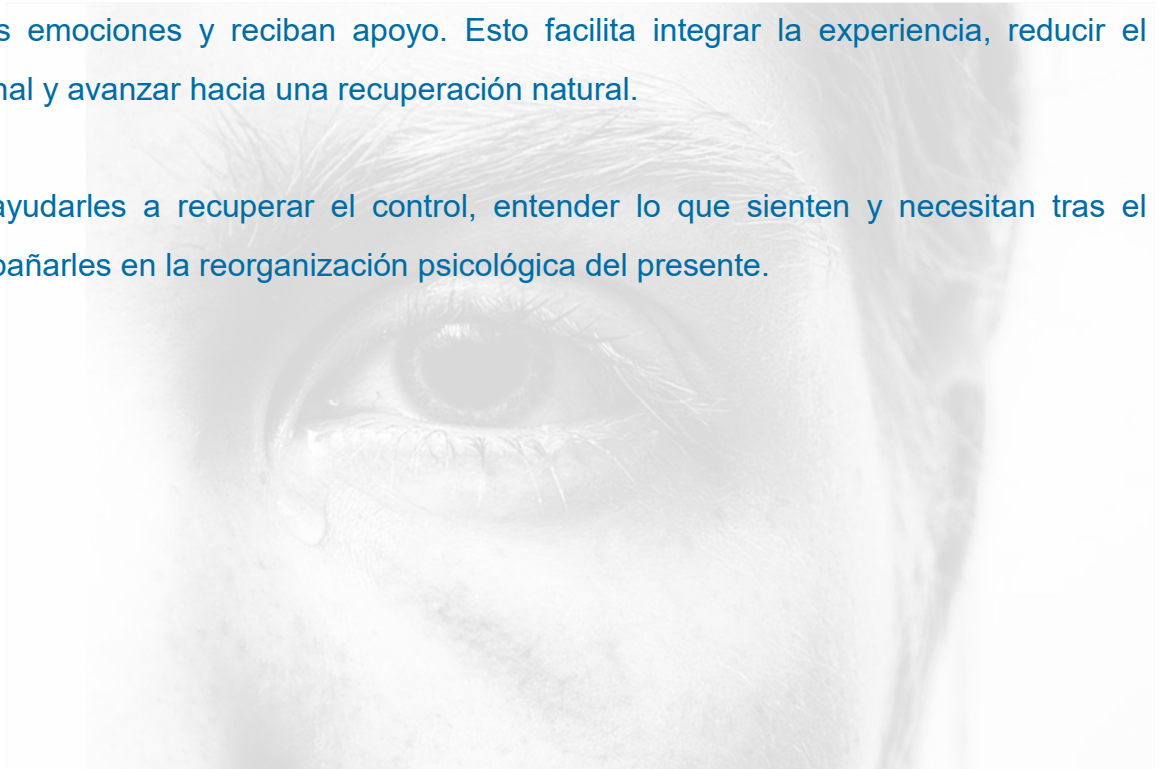 s emociones y reciban apoyo. Esto facilita integrar la experiencia, reducir el
nal y avanzar hacia una recuperación natural.
ayudarles a recuperar el control, entender lo que sienten y necesitan tras el
pañarles en la reorganización psicológica del presente.